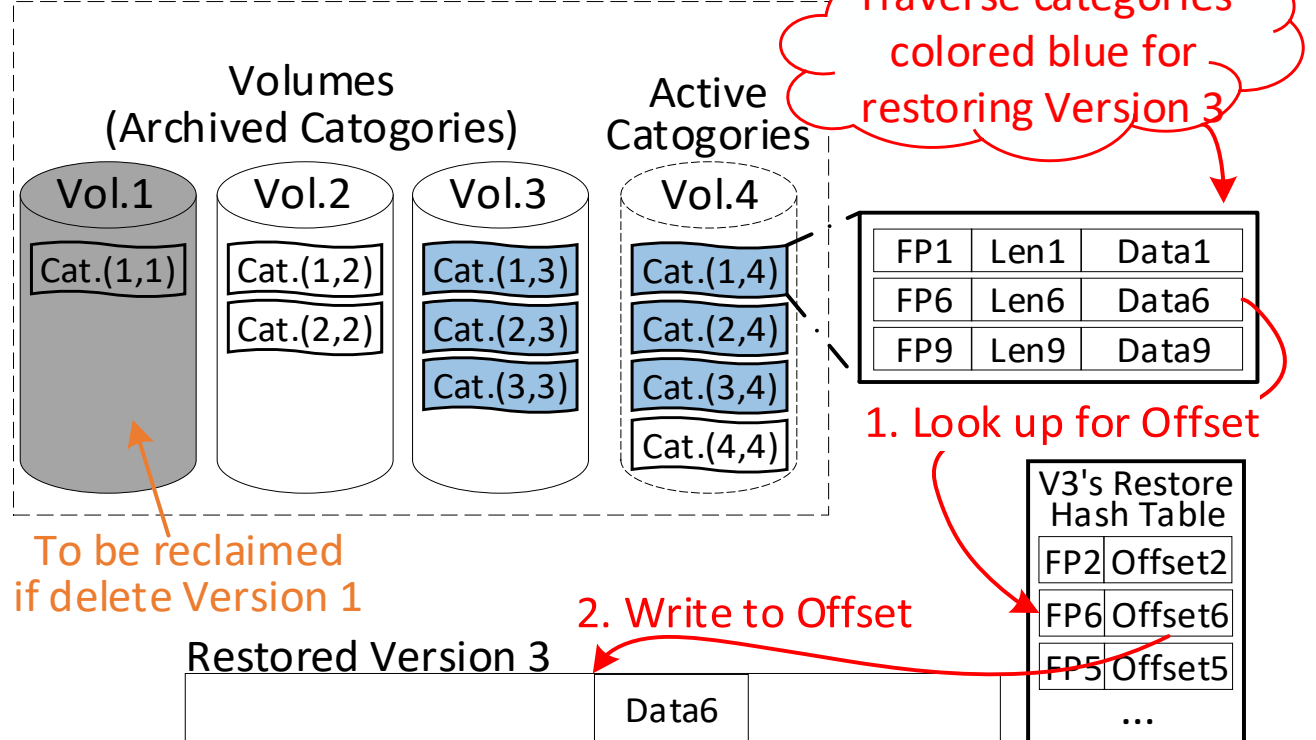 Traverse categories
colored blue for
restoring Version 3
Volumes
(Archived Catogories)
Active
Catogories
Vol.1
Vol.2
Vol.3
Vol.4
Cat.(1,1)
Cat.(1,2)
Cat.(2,2)
Cat.(1,3)
Cat.(2,3)
Cat.(3,3)
Cat.(1,4)
Cat.(2,4)
Cat.(3,4)
Cat.(4,4)
FP1 Len1 Data1
FP6 Len6 Data6
FP9 Len9 Data9
1. Look up for Offset
V3's Restore
Hash Table
FP2 Offset2
FP6 Offset6
FP5 Offset5
...
To be reclaimed
if delete Version 1
2. Write to Offset
Restored Version 3
Data6